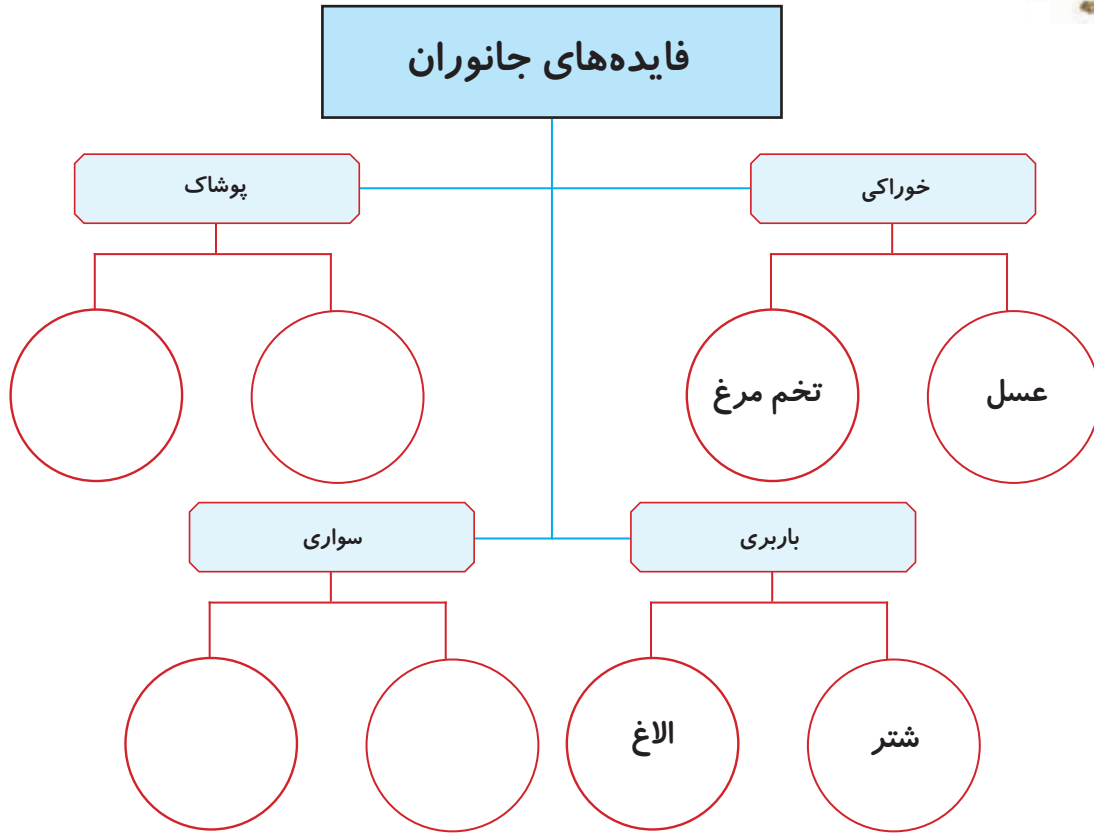 فایده‌های جانوران
خوراکی
پوشاک
عسل
تخم مرغ
باربری
سواری
شتر
الاغ